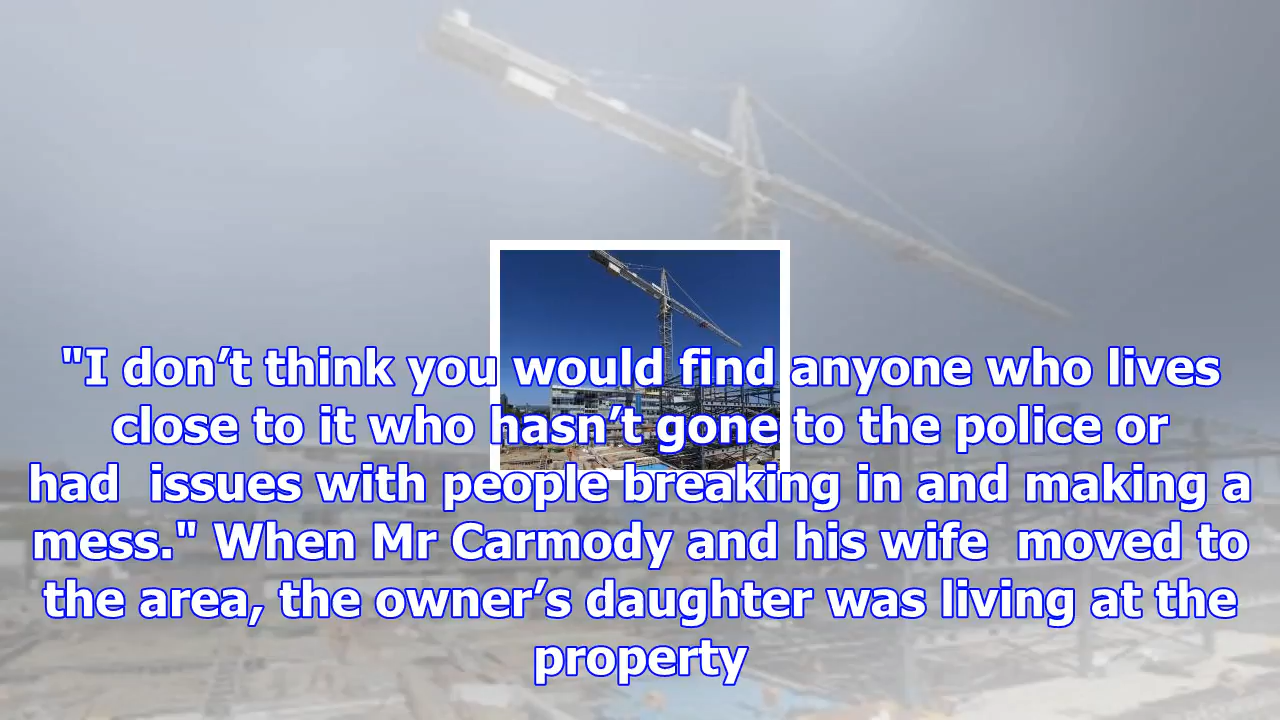 "I don’t think you would find anyone who lives
close to it who hasn’t gone to the police or
had  issues with people breaking in and making a
mess." When Mr Carmody and his wife  moved to
the area, the owner’s daughter was living at the
property